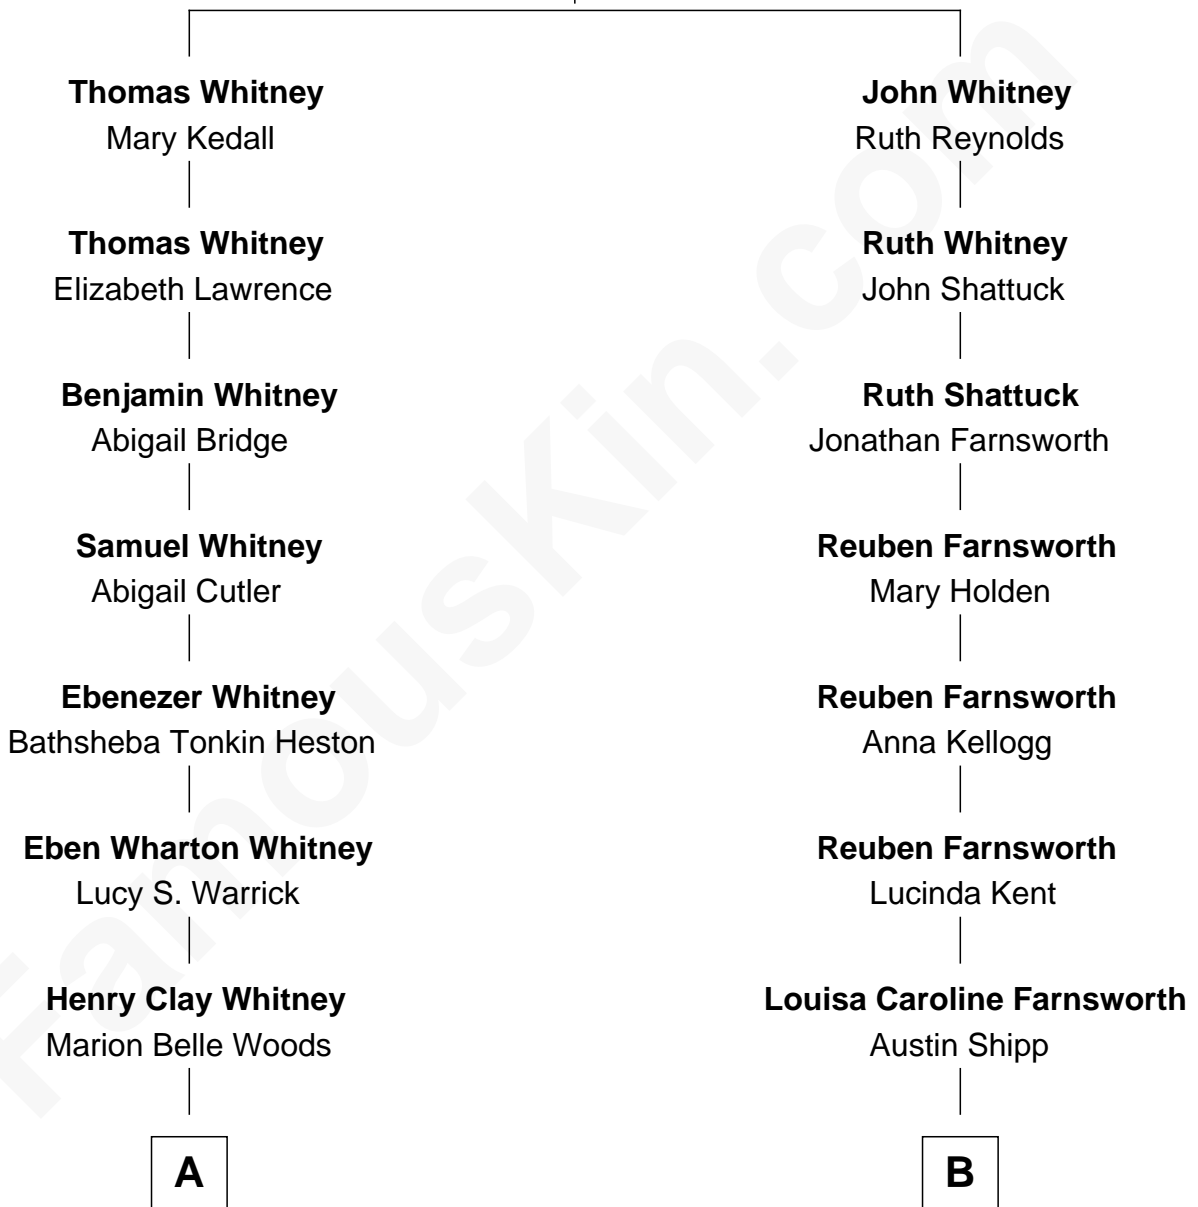 Thomas Whitney
Mary Kedall
Thomas Whitney
Elizabeth Lawrence
Benjamin Whitney
Abigail Bridge
Samuel Whitney
Abigail Cutler
Ebenezer Whitney
Bathsheba Tonkin Heston
Eben Wharton Whitney
Lucy S. Warrick
Henry Clay Whitney
Marion Belle Woods
A
John Whitney
Ruth Reynolds
Ruth Whitney
John Shattuck
Ruth Shattuck
Jonathan Farnsworth
Reuben Farnsworth
Mary Holden
Reuben Farnsworth
Anna Kellogg
Reuben Farnsworth
Lucinda Kent
Louisa Caroline Farnsworth
Austin Shipp
B
FamousKin.com